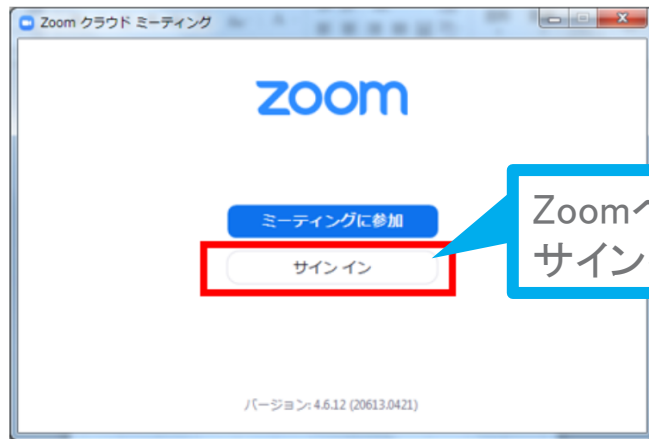 Zoom クラウド ミーティング
zoom
ミーティングに参加
Zoomへ
サイン
サイン イン
バージョン: 4.6.12 (20613.0421)